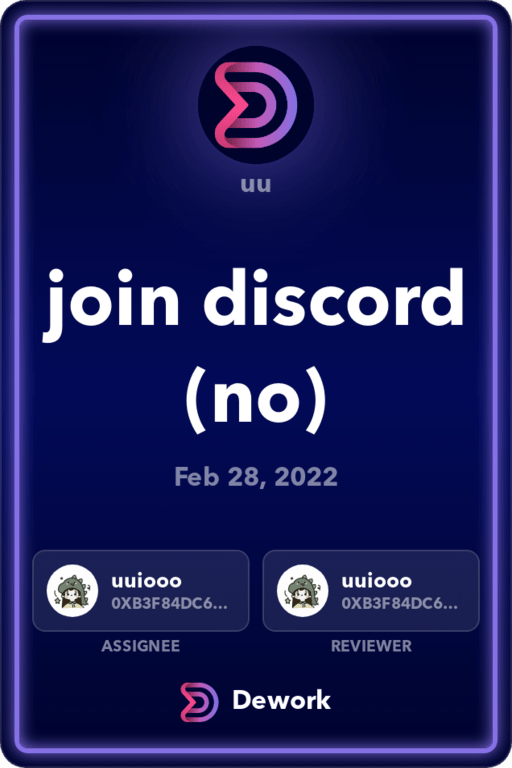 uu
join discord
(no)
Feb 28, 2022
uuiooo
0XB3F84DC6...
ASSIGNEE
uuiooo
0XB3F84DC6...
REVIEWER
Dework